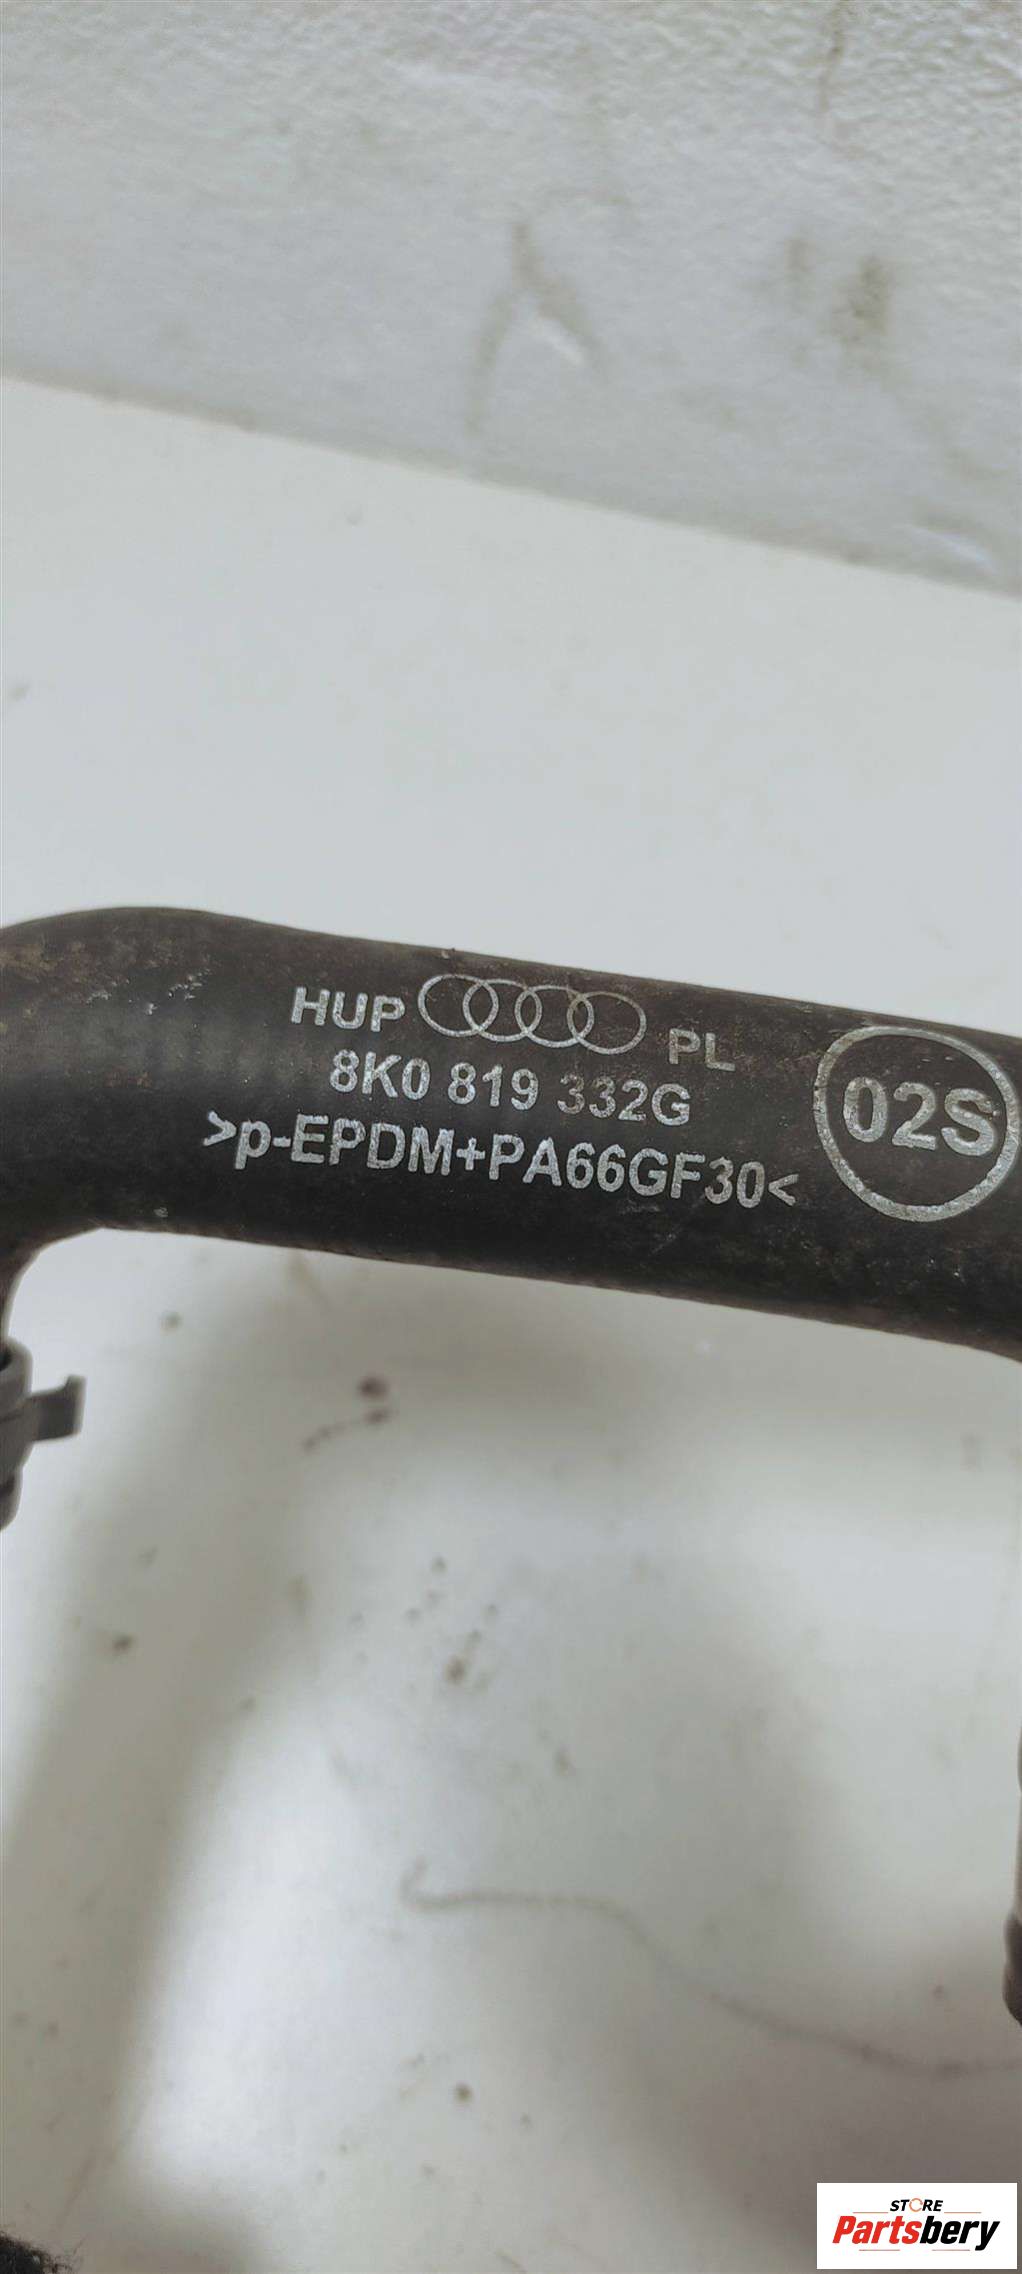 HUP PL
8K0 819 332G
>p-EPDM+PA66GF30<
02S
STORE
Partsbery